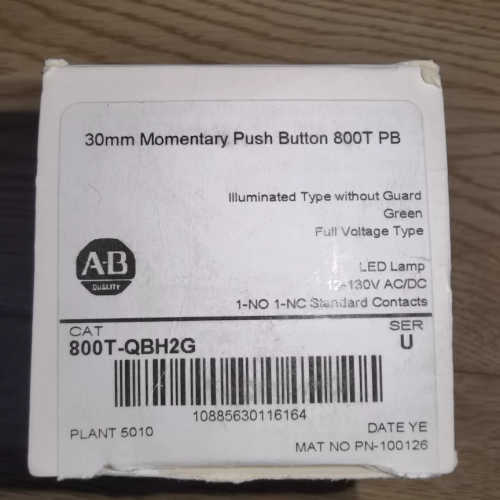 30mm Momentary Push Button 800T PB
Illuminated Type without Guard
Green
Full Voltage Type
A-B
QUALITY
LED Lamp
12-130V AC/DC
1-NO 1-NC Standard Contacts
CAT
SER
800T-QBH2G
U
10885630116164
PLANT 5010
DATE YE
MAT NO PN-100126